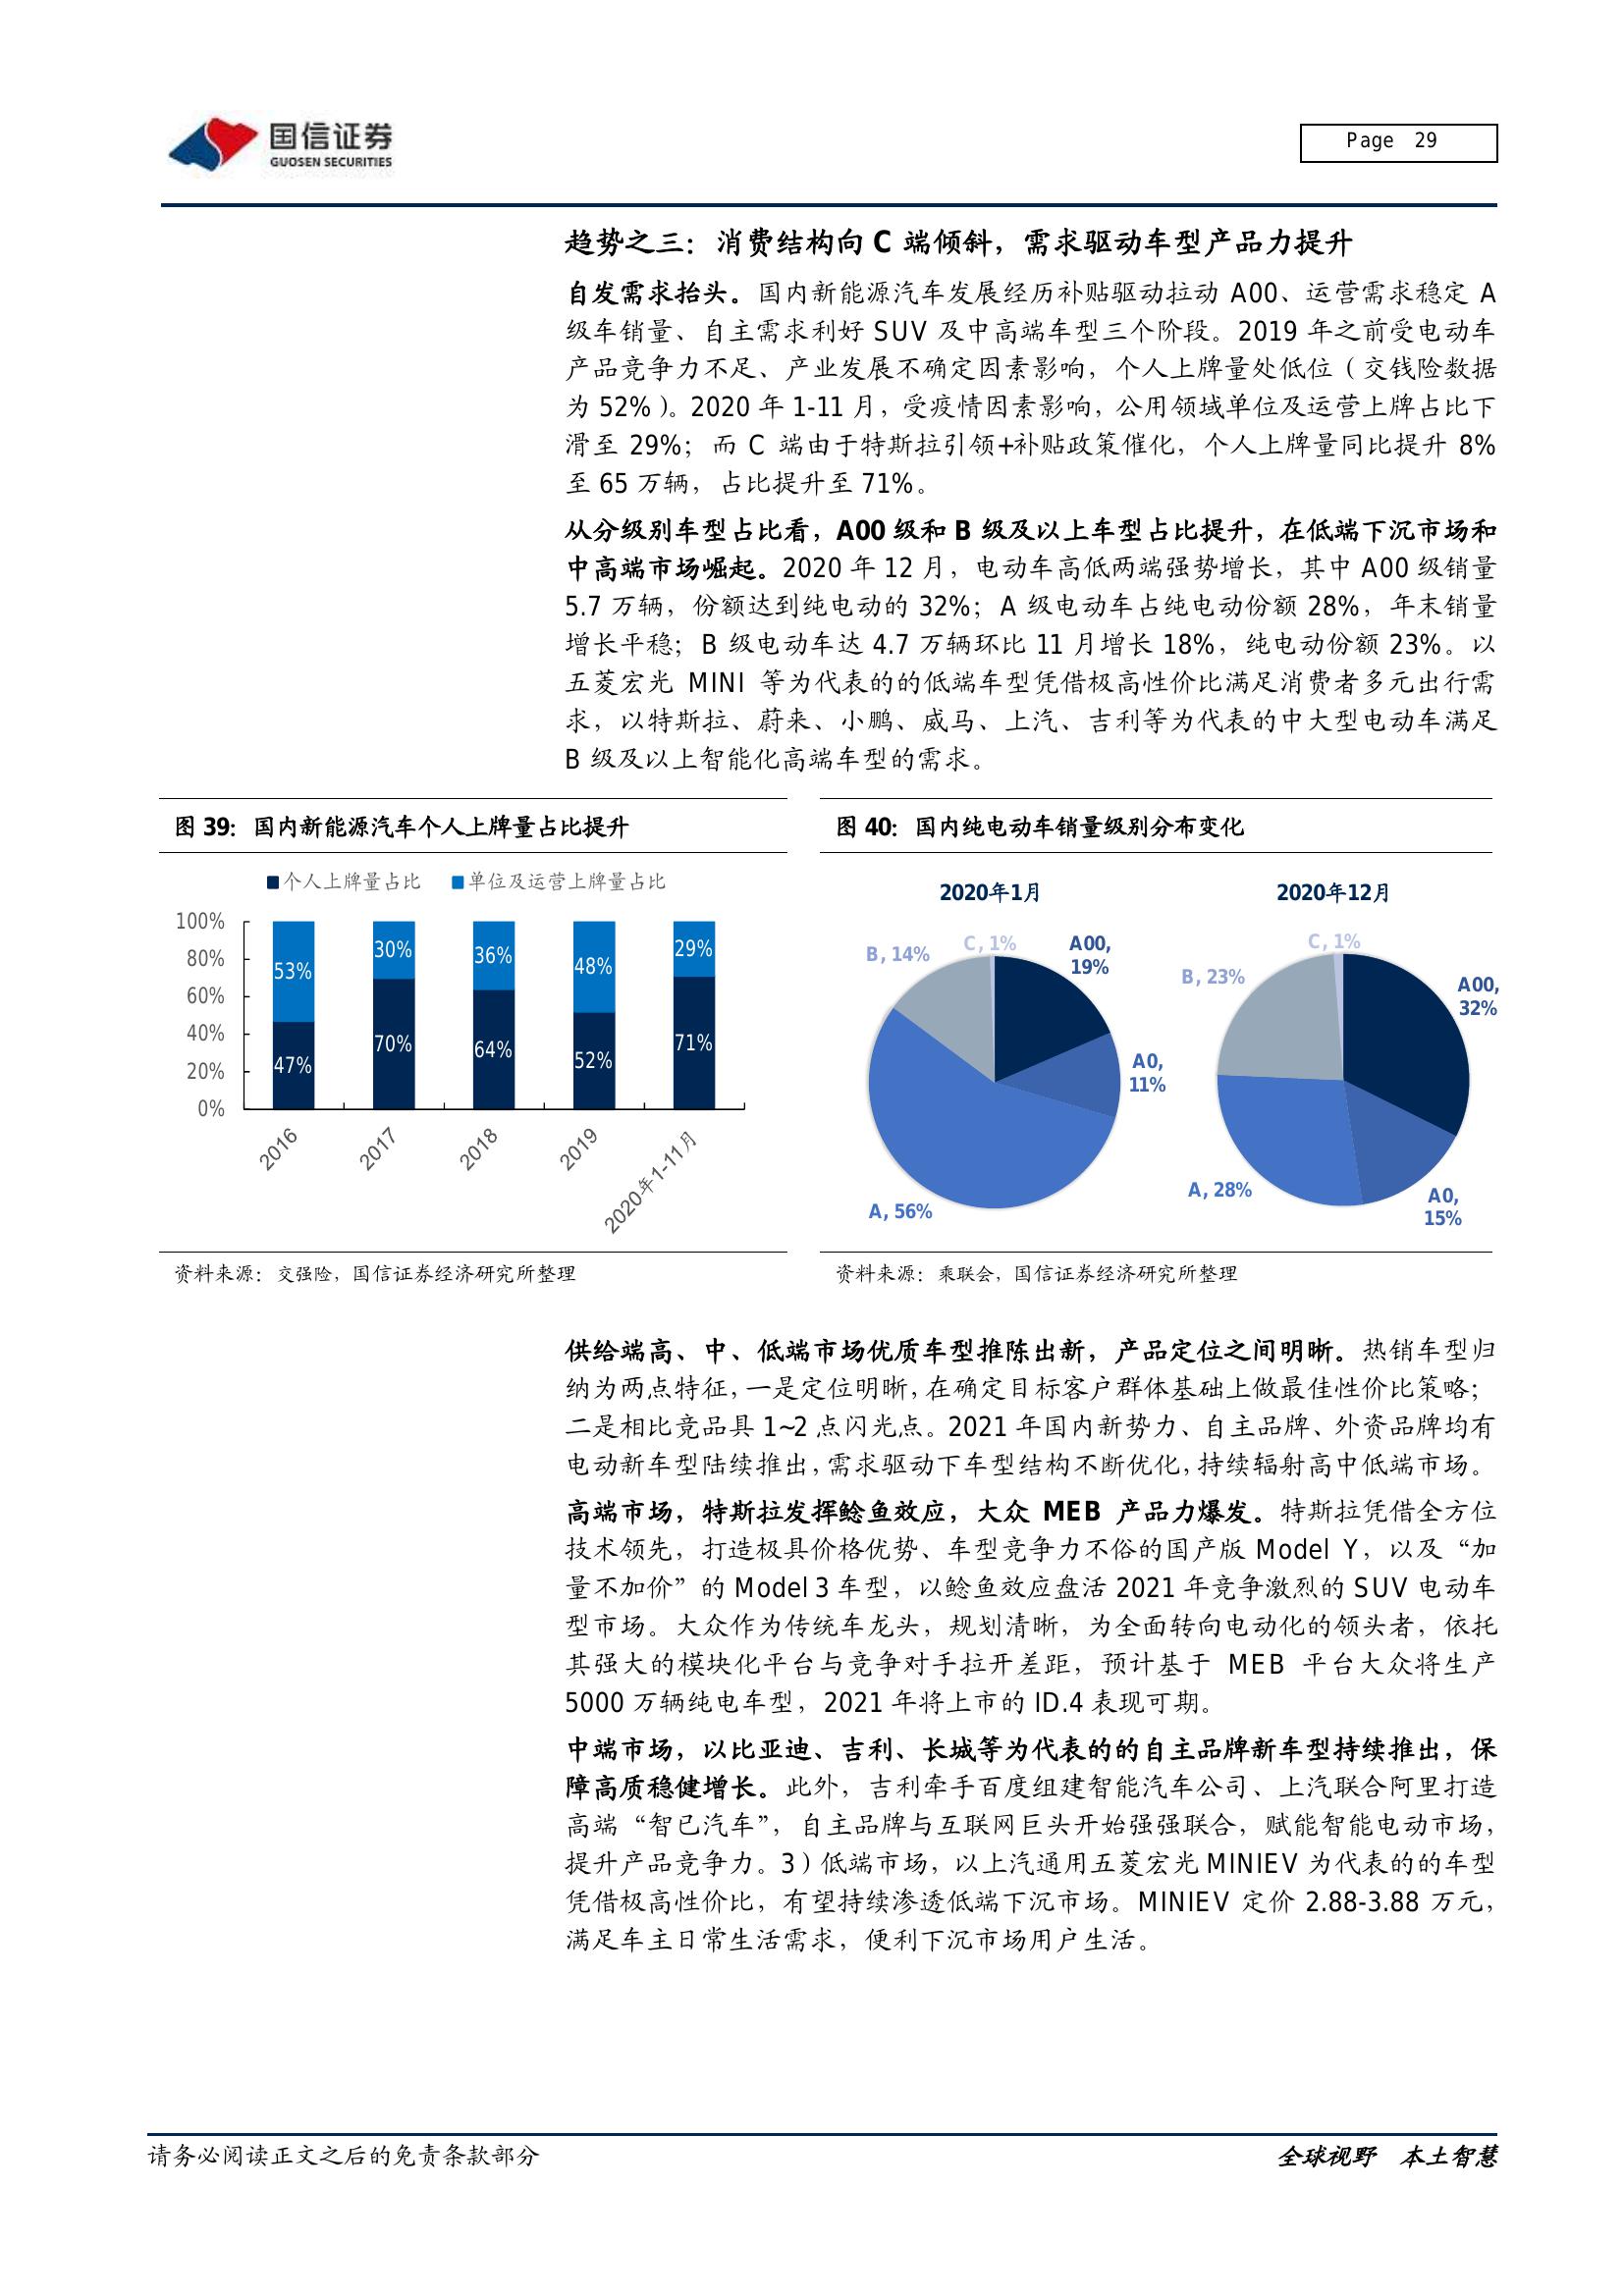 国信证券
GUOSEN SECURITIES
Page 29
趋势之三：消费结构向 C 端倾斜，需求驱动车型产品力提升
自发需求抬头。国内新能源汽车发展经历补贴驱动拉动 A00、运营需求稳定 A
级车销量、自主需求利好 SUV 及中高端车型三个阶段。2019 年之前受电动车
产品竞争力不足、产业发展不确定因素影响，个人上牌量处低位（交钱险数据
为 52%）。2020 年 1-11 月，受疫情因素影响，公用领域单位及运营上牌占比下
滑至 29%；而 C 端由于特斯拉引领+补贴政策催化，个人上牌量同比提升 8%
至 65 万辆，占比提升至 71%。
从分级别车型占比看，A00 级和 B 级及以上车型占比提升，在低端下沉市场和
中高端市场崛起。2020 年 12 月，电动车高低两端强势增长，其中 A00 级销量
5.7 万辆，份额达到纯电动的 32%；A 级电动车占纯电动份额 28%，年末销量
增长平稳；B 级电动车达 4.7 万辆环比 11 月增长 18%，纯电动份额 23%。以
五菱宏光 MINI 等为代表的的低端车型凭借极高性价比满足消费者多元出行需
求，以特斯拉、蔚来、小鹏、威马、上汽、吉利等为代表的中大型电动车满足
B 级及以上智能化高端车型的需求。
图 39：国内新能源汽车个人上牌量占比提升
个人上牌量占比 单位及运营上牌量占比
100%
80%
60%
40%
20%
0%
53% 30% 36% 48% 29%
47% 70% 64% 52% 71%
2016 2017 2018 2019 2020年1-11月
资料来源：交强险，国信证券经济研究所整理
图 40：国内纯电动车销量级别分布变化
2020年1月
A00,
19%
A0,
11%
A, 56%
B, 14%
C, 1%
2020年12月
A00,
32%
A0,
15%
A, 28%
B, 23%
C, 1%
资料来源：乘联会，国信证券经济研究所整理
供给端高、中、低端市场优质车型推陈出新，产品定位之间明晰。热销车型归
纳为两点特征，一是定位明晰，在确定目标客户群体基础上做最佳性价比策略；
二是相比竞品具 1~2 点闪光点。2021 年国内新势力、自主品牌、外资品牌均有
电动新车型陆续推出，需求驱动下车型结构不断优化，持续辐射高中低端市场。
高端市场，特斯拉发挥鲶鱼效应，大众 MEB 产品力爆发。特斯拉凭借全方位
技术领先，打造极具价格优势、车型竞争力不俗的国产版 Model Y，以及“加
量不加价”的 Model 3 车型，以鲶鱼效应盘活 2021 年竞争激烈的 SUV 电动车
型市场。大众作为传统车龙头，规划清晰，为全面转向电动化的领头者，依托
其强大的模块化平台与竞争对手拉开差距，预计基于 MEB 平台大众将生产
5000 万辆纯电车型，2021 年将上市的 ID.4 表现可期。
中端市场，以比亚迪、吉利、长城等为代表的的自主品牌新车型持续推出，保
障高质稳健增长。此外，吉利牵手百度组建智能汽车公司、上汽联合阿里打造
高端“智已汽车”，自主品牌与互联网巨头开始强强联合，赋能智能电动市场，
提升产品竞争力。3）低端市场，以上汽通用五菱宏光 MINIEV 为代表的的车型
凭借极高性价比，有望持续渗透低端下沉市场。MINIEV 定价 2.88-3.88 万元，
满足车主日常生活需求，便利下沉市场用户生活。
请务必阅读正文之后的免责条款部分
全球视野 本土智慧